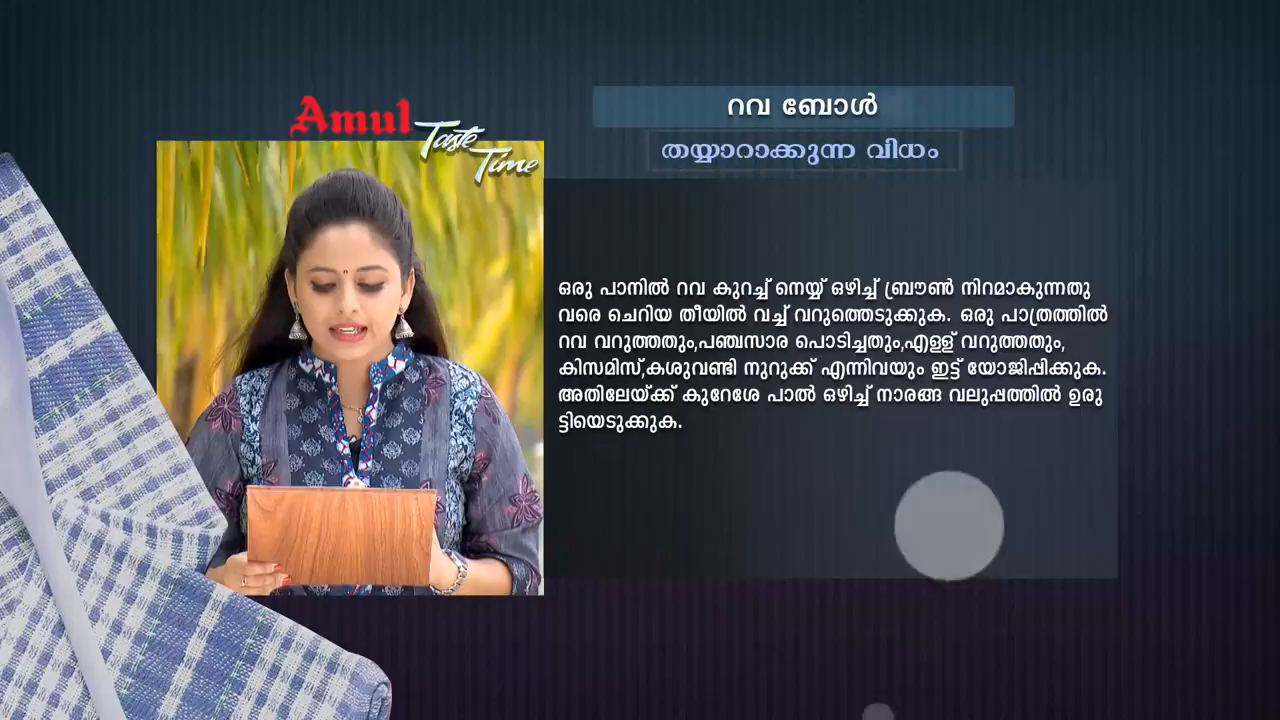 Amul
Taste
Time
റവ ബോൾ
തയ്യാറാക്കുന്ന വിധം
ഒരു പാനിൽ റവ കുറച്ച് നെയ്യ് ഒഴിച്ച് ബ്രൗൺ നിറമാകുന്നതു
വരെ ചെറിയ തീയിൽ വച്ച് വറുത്തെടുക്കുക. ഒരു പാത്രത്തിൽ
റവ വറുത്തതും,പഞ്ചസാര പൊടിച്ചതും,എളള് വറുത്തതും,
കിസമിസ്,കശുവണ്ടി നുറുക്ക് എന്നിവയും ഇട്ട് യോജിപ്പിക്കുക.
അതിലേയ്ക്ക് കുറേശേ പാൽ ഒഴിച്ച് നാരങ്ങ വലുപ്പത്തിൽ ഉരു
ട്ടിയെടുക്കുക.